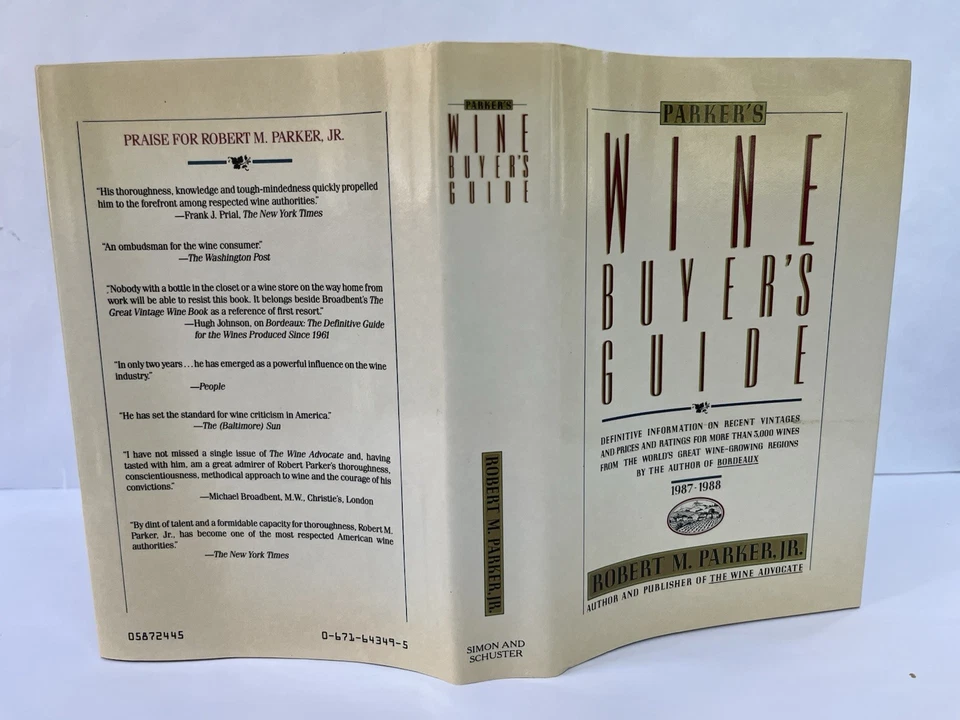 PRAISE FOR ROBERT M. PARKER, JR.
"His thoroughness, knowledge and tough-mindedness quickly propelled
him to the forefront among respected wine authorities."
—Frank J. Prial, The New York Times
"An ombudsman for the wine consumer."
—The Washington Post
"Nobody with a bottle in the closet or a wine store on the way home from
work will be able to resist this book. It belongs beside Broadbent's The
Great Vintage Wine Book as a reference of first resort."
—Hugh Johnson, on Bordeaux: The Definitive Guide
for the Wines Produced Since 1961
"In only two years...he has emerged as a powerful influence on the wine
industry."
—People
"He has set the standard for wine criticism in America."
—The (Baltimore) Sun
"I have not missed a single issue of The Wine Advocate and, having
tasted with him, am a great admirer of Robert Parker's thoroughness,
conscientiousness, methodical approach to wine and the courage of his
convictions."
—Michael Broadbent, M.W., Christie's, London
"By dint of talent and a formidable capacity for thoroughness, Robert M.
Parker, Jr., has become one of the most respected American wine
authorities."
—The New York Times
05872445
0-671-64349-5
PARKER'S
WINE
BUYER'S
GUIDE
ROBERT M. PARKER, JR.
SIMON AND
SCHUSTER
PARKER'S
WINE
BUYER'S
GUIDE
DEFINITIVE INFORMATION ON RECENT VINTAGES
AND PRICES AND RATINGS FOR MORE THAN 3,000 WINES
FROM THE WORLD'S GREAT WINE-GROWING REGIONS
BY THE AUTHOR OF BORDEAUX
1987-1988
ROBERT M. PARKER, JR.
AUTHOR AND PUBLISHER OF THE WINE ADVOCATE